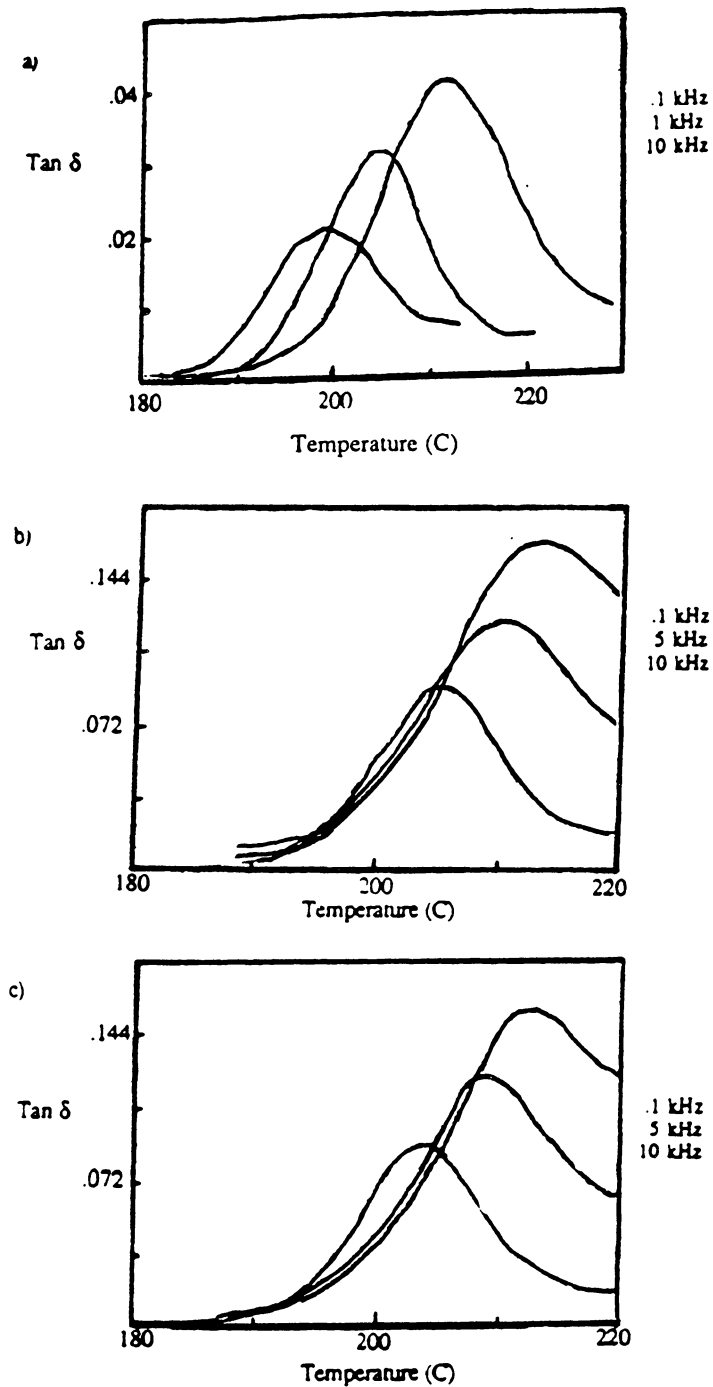 a)
.04
Tan δ
.02
180
200
220
Temperature (C)
.1 kHz
1 kHz
10 kHz
b)
.144
Tan δ
.072
180
200
220
Temperature (C)
.1 kHz
5 kHz
10 kHz
c)
.144
Tan δ
.072
180
200
220
Temperature (C)
.1 kHz
5 kHz
10 kHz